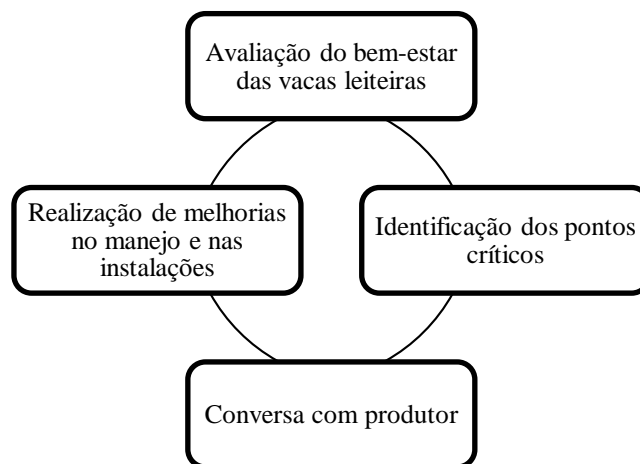 Avaliação do bem-estar
das vacas leiteiras
Realização de melhorias
no manejo e nas
instalações
Identificação dos pontos
críticos
Conversa com produtor